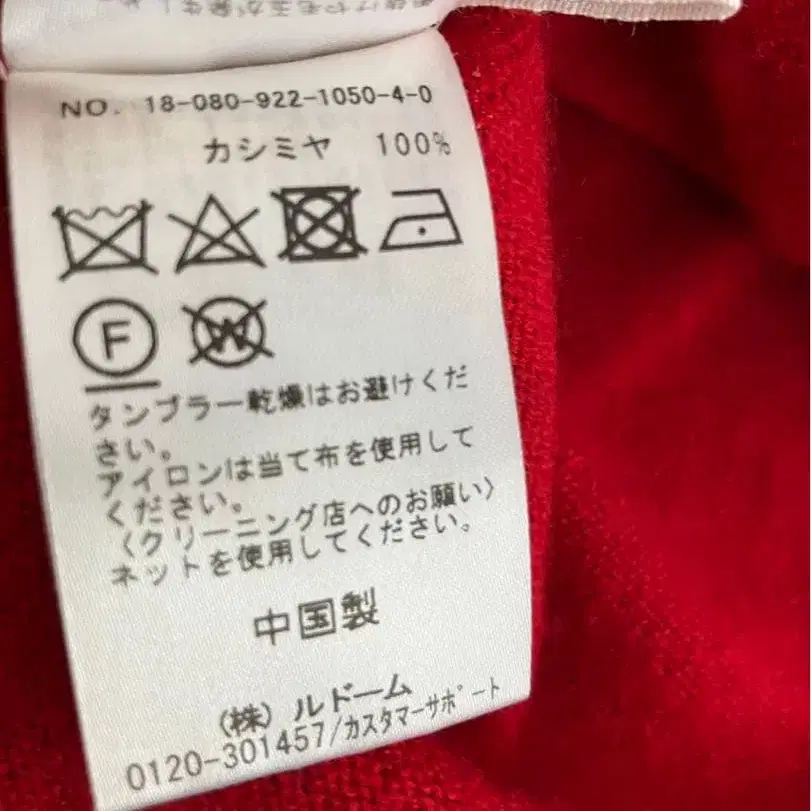 NO. 18-080-922-1050-4-0
カシミヤ 100%
F
W
タンブラー乾燥はお避けくだ
さい。
アイロンは当て布を使用して
ください。
〈クリーニング店へのお願い〉
ネットを使用してください。
中国製
(株) ルドーム
0120-301457/カスタマーサポート